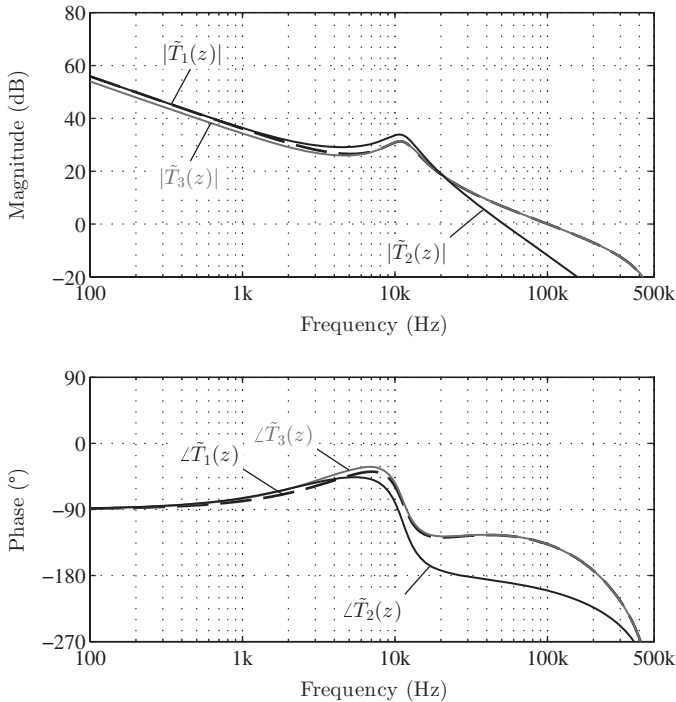 Magnitude (dB)
80
60
40
20
0
−20
|T̃₁(z)|
|T̃₃(z)|
|T̃₂(z)|
100
1k
10k
100k
500k
Frequency (Hz)
Phase (°)
90
0
−90
−180
−270
∠T̃₃(z)
∠T̃₁(z)
∠T̃₂(z)
100
1k
10k
100k
500k
Frequency (Hz)